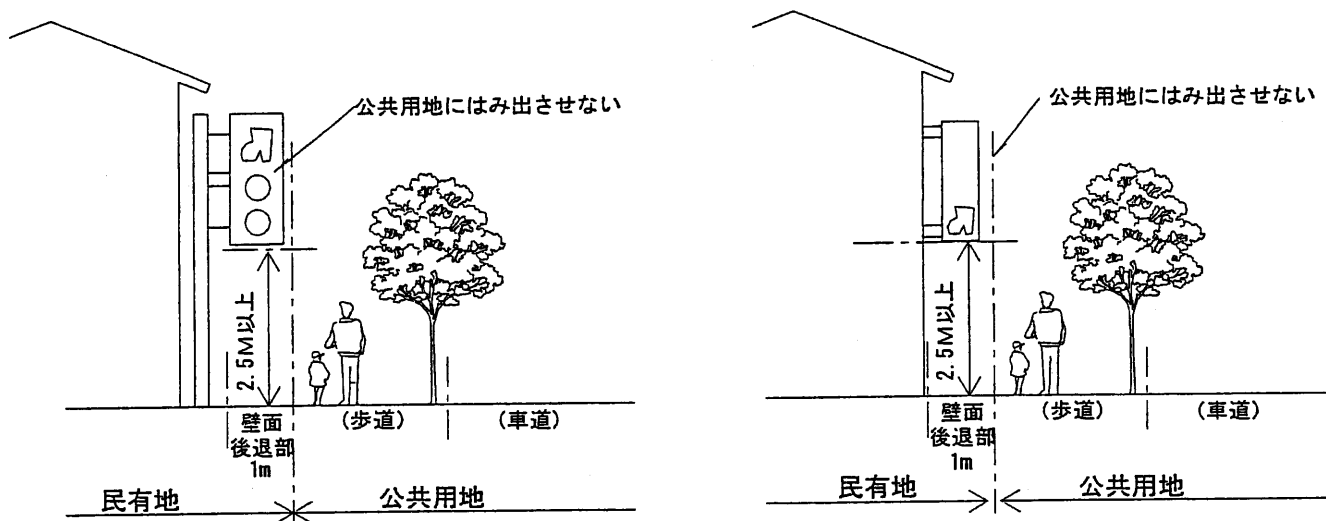 公共用地にはみ出させない
2.5M以上
壁面
後退部
1m
(歩道)
(車道)
民有地
公共用地
公共用地にはみ出させない
2.5M以上
壁面
後退部
1m
(歩道)
(車道)
民有地
公共用地